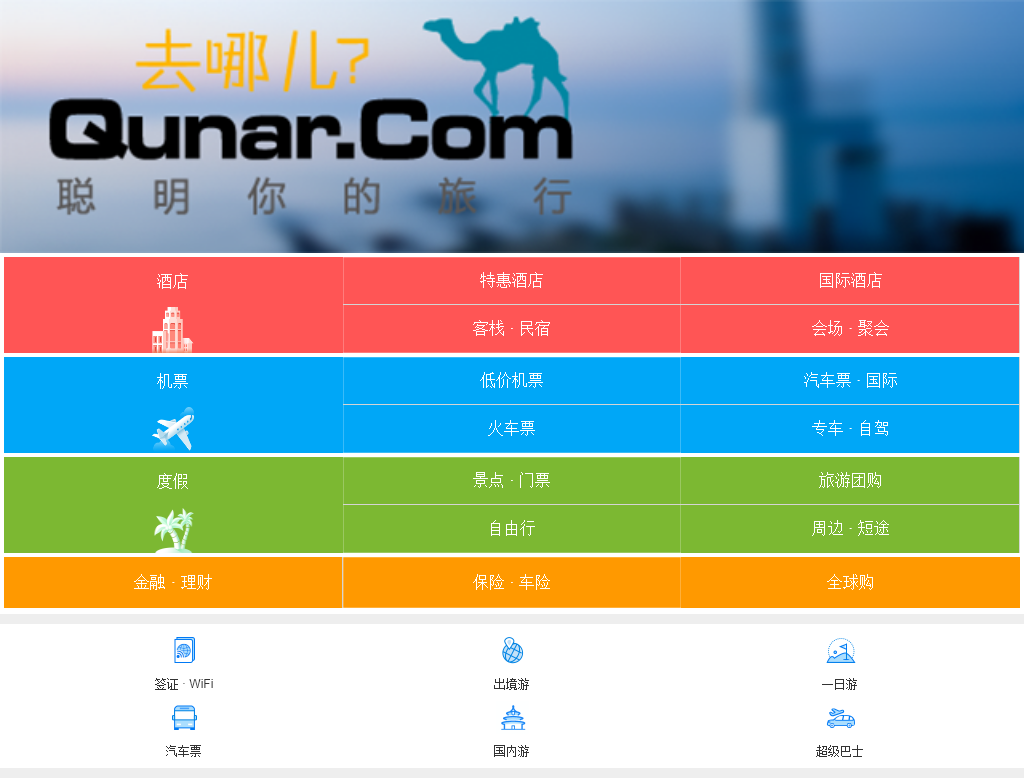 去哪儿?
Qunar.Com
聪明你的旅行
酒店
特惠酒店
国际酒店
客栈 · 民宿
会场 · 聚会
机票
低价机票
汽车票 · 国际
火车票
专车 · 自驾
度假
景点 · 门票
旅游团购
自由行
周边 · 短途
金融 · 理财
保险 · 车险
全球购
签证 · WiFi
出境游
一日游
汽车票
国内游
超级巴士